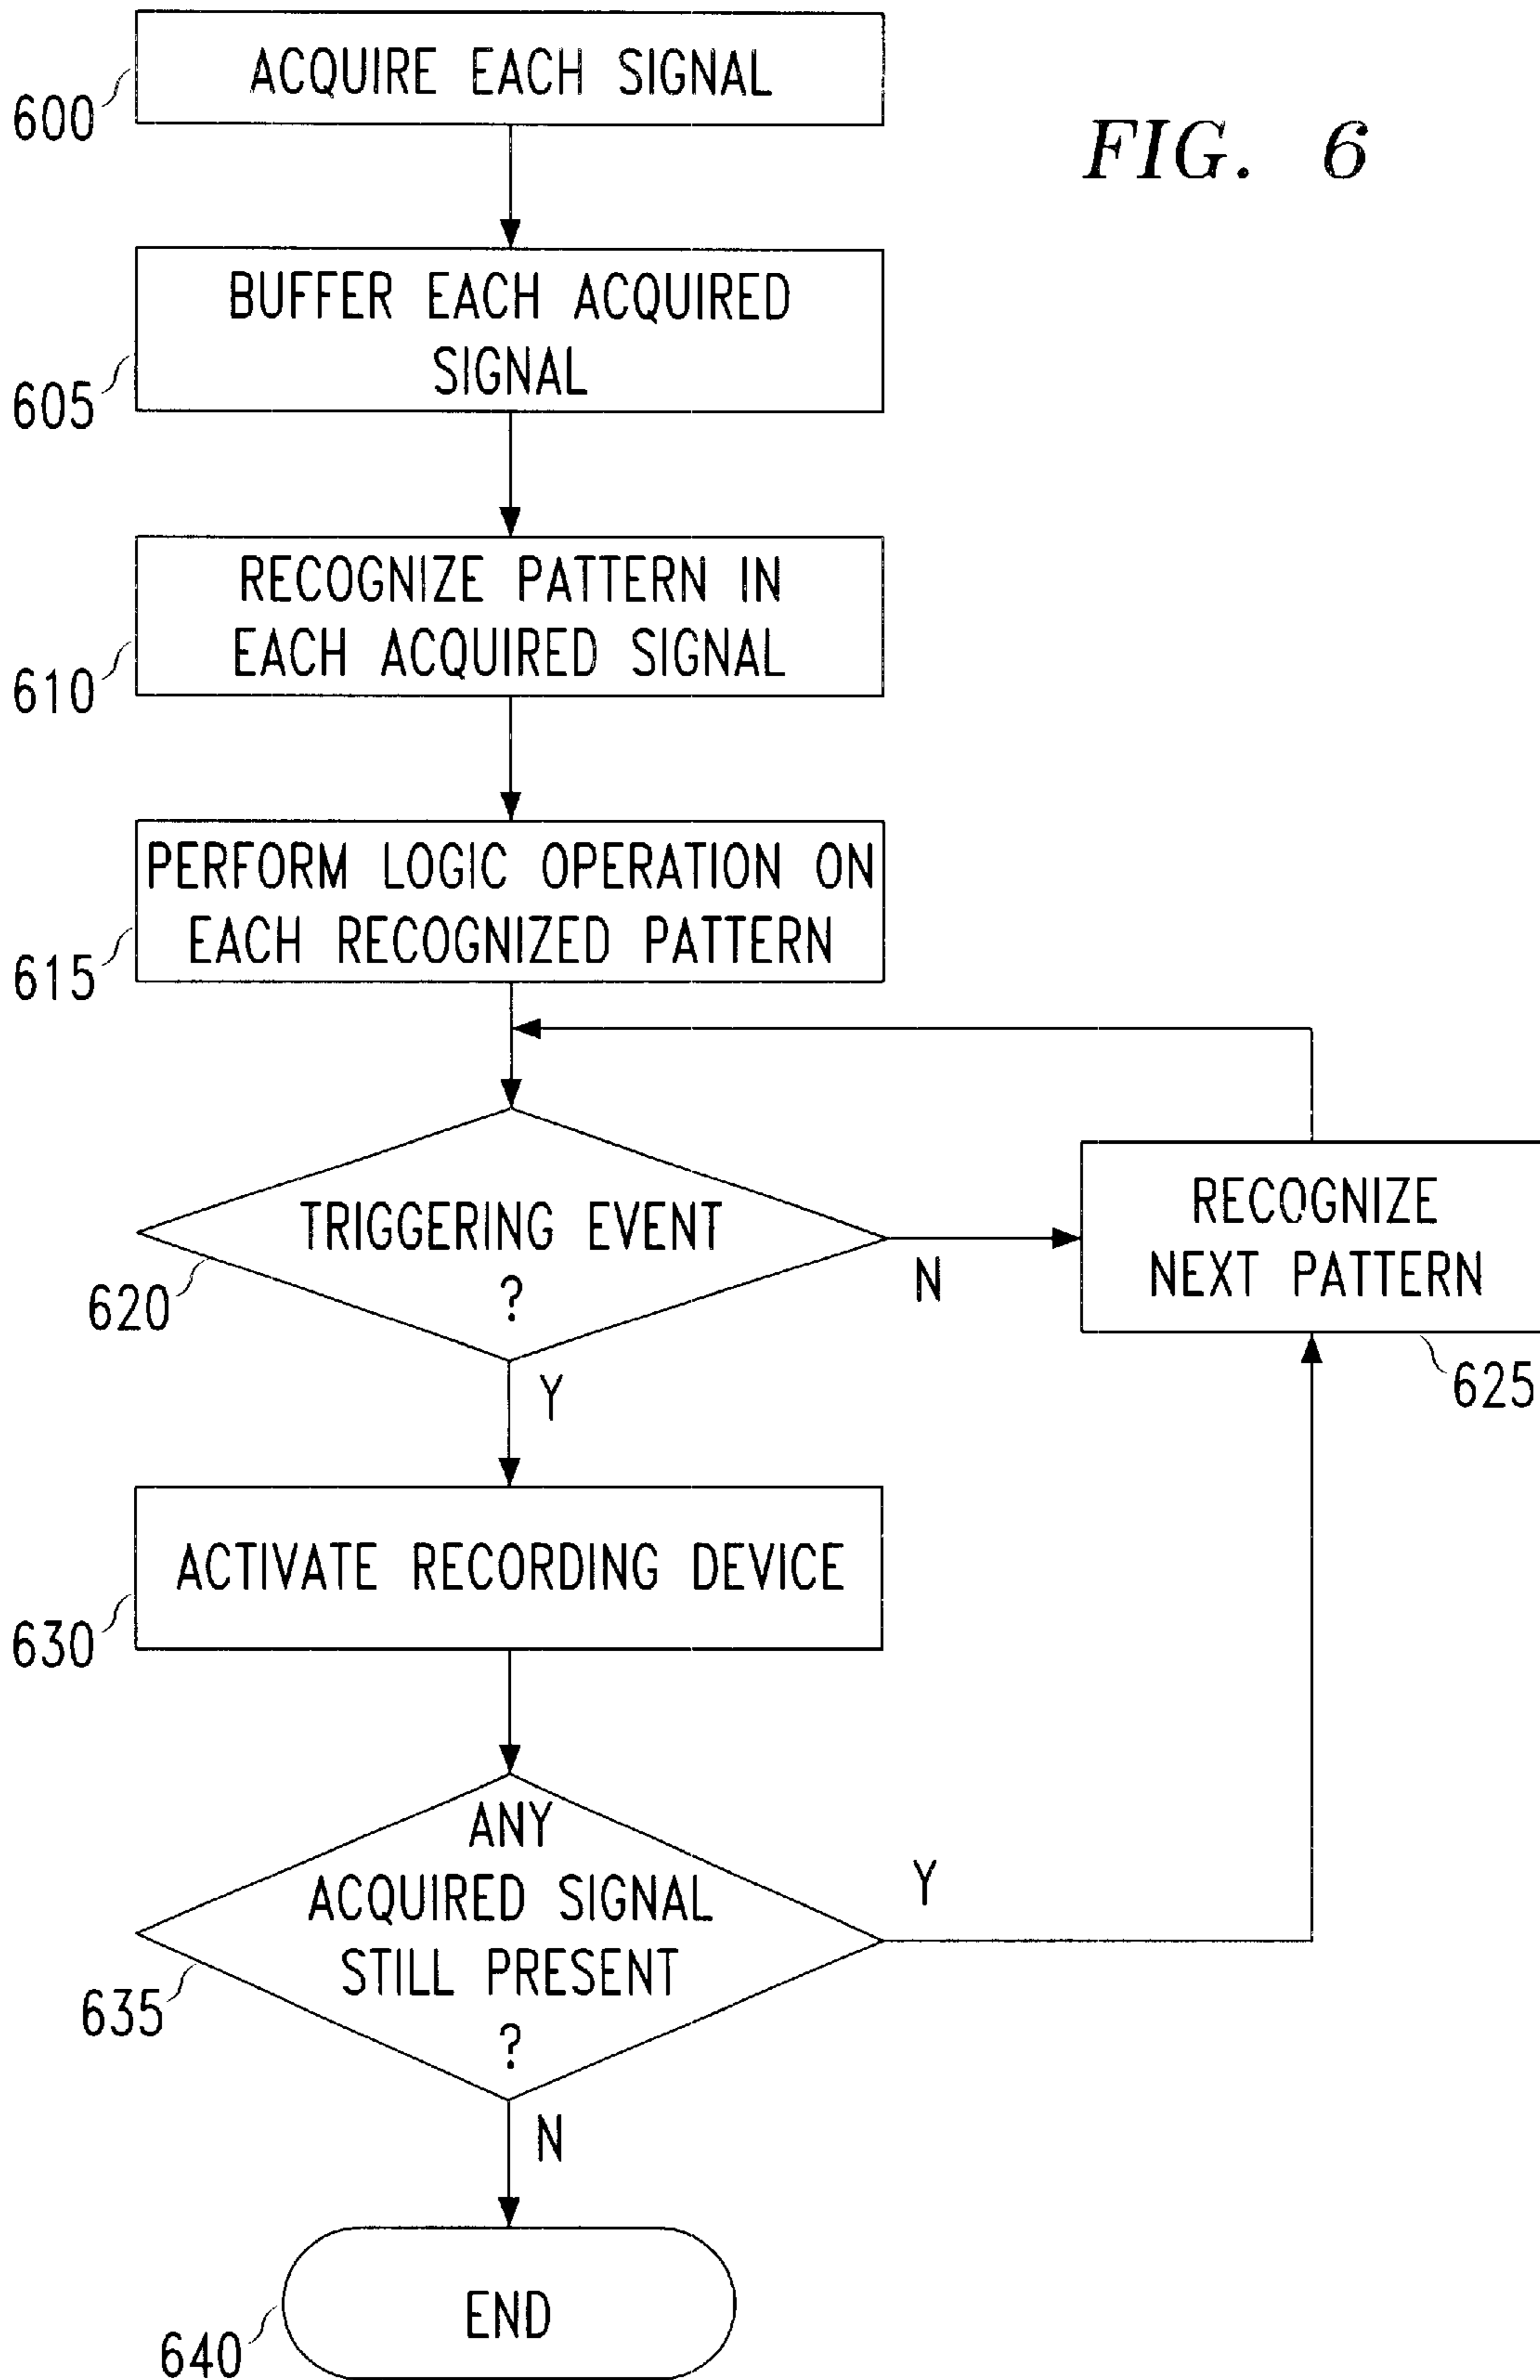 FIG. 6
ACQUIRE EACH SIGNAL
600
BUFFER EACH ACQUIRED
SIGNAL
605
RECOGNIZE PATTERN IN
EACH ACQUIRED SIGNAL
610
PERFORM LOGIC OPERATION ON
EACH RECOGNIZED PATTERN
615
TRIGGERING EVENT
?
620
N
RECOGNIZE
NEXT PATTERN
625
Y
ACTIVATE RECORDING DEVICE
630
ANY
ACQUIRED SIGNAL
STILL PRESENT
?
635
Y
N
END
640